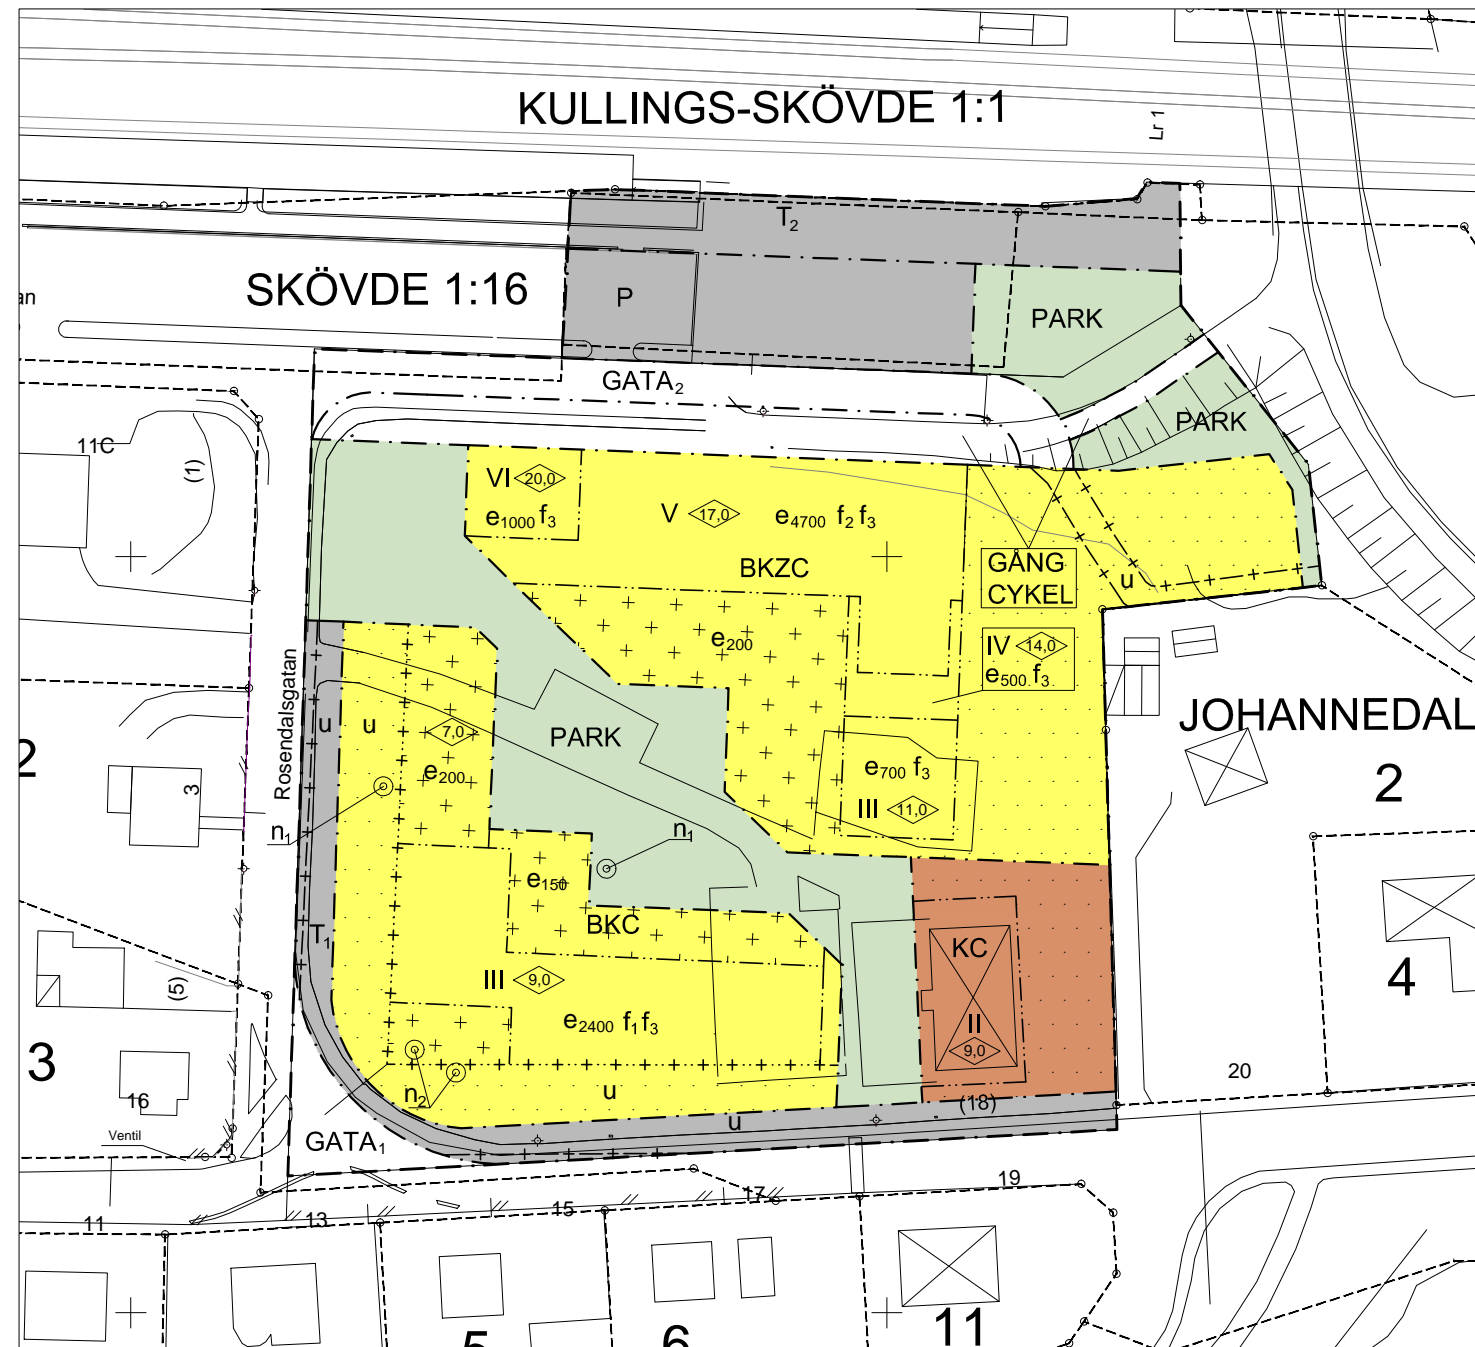 KULLINGS-SKÖVDE 1:1
Lr 1
T2
SKÖVDE 1:16
an
P
PARK
GATA2
PARK
11C
(1)
VI 20,0
e1000 f3
V 17,0 e4700 f2 f3
BKZC
GÅNG
CYKEL
u
e200
IV 14,0
e500 f3
Rosendalsgatan
u u
7,0
e200
PARK
JOHANNEDAL
2
2
3
e700 f3
III 11,0
n1
n1
e150
BKC
T1
KC
III 9,0
II
9,0
4
(5)
e2400 f1 f3
3
16
n2
u
20
(18)
u
Ventil
GATA1
19
17
15
13
11
5
6
11